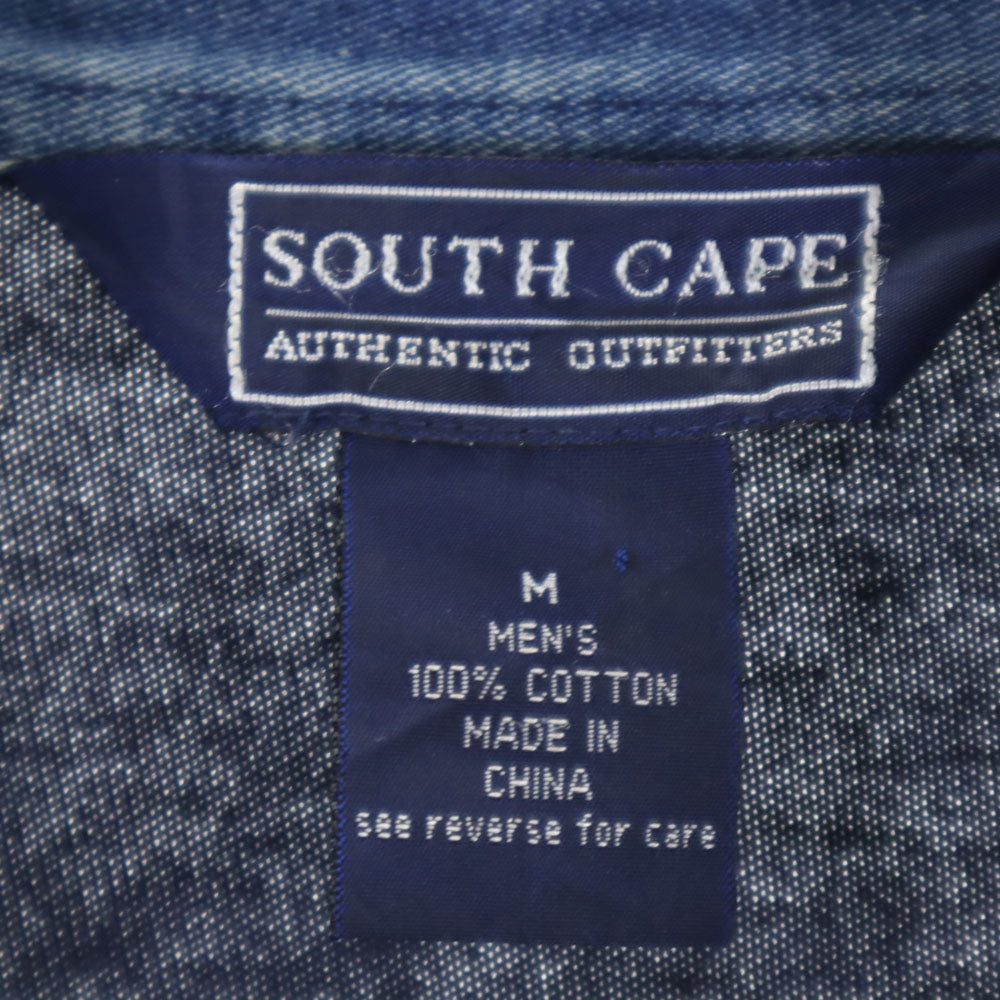 SOUTH CAPE
AUTHENTIC OUTFITTERS
M
MEN'S
100% COTTON
MADE IN
CHINA
see reverse for care